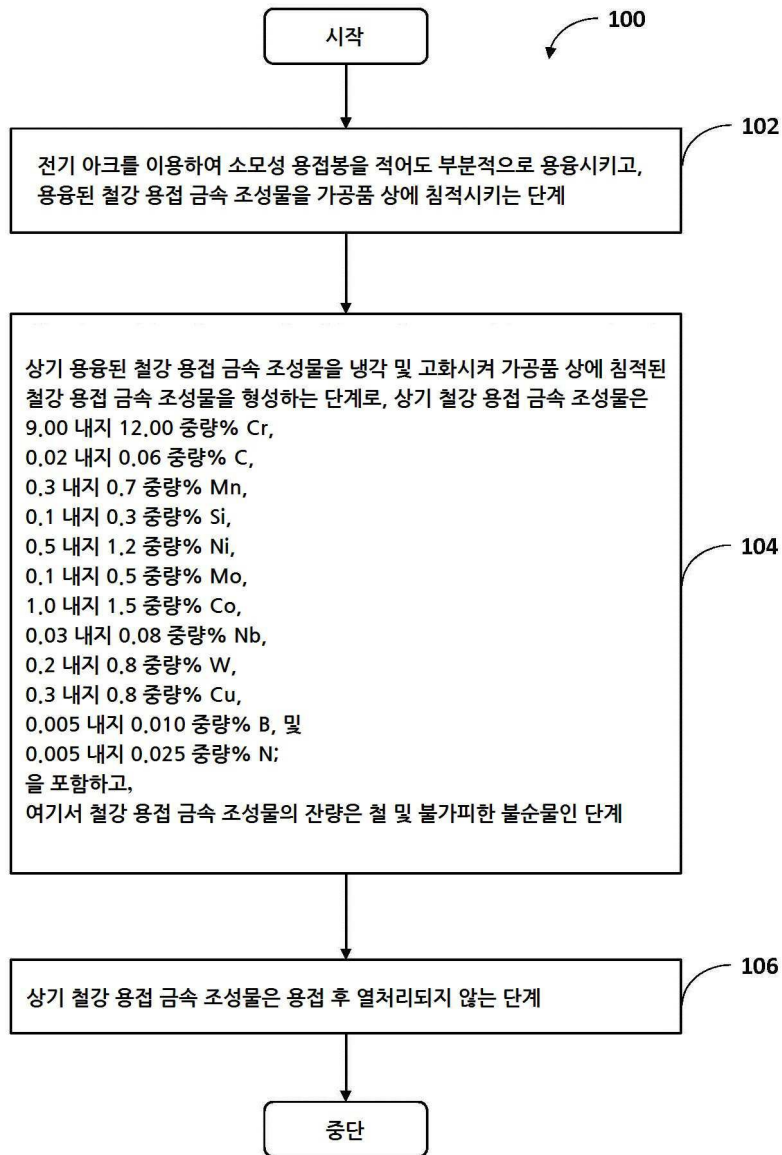 시작
100
102
전기 아크를 이용하여 소모성 용접봉을 적어도 부분적으로 용융시키고,
용융된 철강 용접 금속 조성물을 가공품 상에 침적시키는 단계
상기 용융된 철강 용접 금속 조성물을 냉각 및 고화시켜 가공품 상에 침적된
철강 용접 금속 조성물을 형성하는 단계로, 상기 철강 용접 금속 조성물은
9.00 내지 12.00 중량% Cr,
0.02 내지 0.06 중량% C,
0.3 내지 0.7 중량% Mn,
0.1 내지 0.3 중량% Si,
0.5 내지 1.2 중량% Ni,
0.1 내지 0.5 중량% Mo,
1.0 내지 1.5 중량% Co,
0.03 내지 0.08 중량% Nb,
0.2 내지 0.8 중량% W,
0.3 내지 0.8 중량% Cu,
0.005 내지 0.010 중량% B, 및
0.005 내지 0.025 중량% N;
을 포함하고,
여기서 철강 용접 금속 조성물의 잔량은 철 및 불가피한 불순물인 단계
104
106
상기 철강 용접 금속 조성물은 용접 후 열처리되지 않는 단계
중단